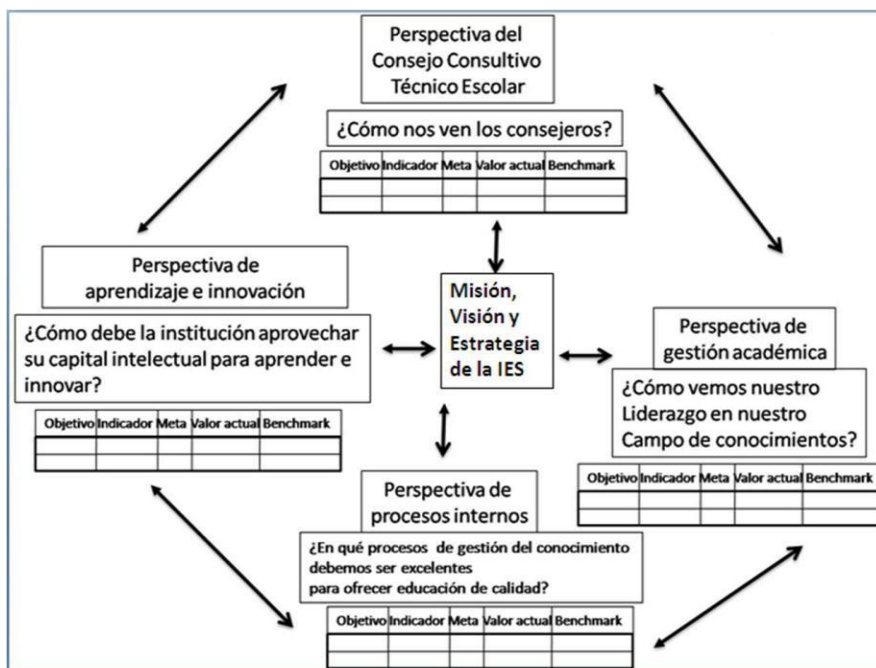 Perspectiva del
Consejo Consultivo
Técnico Escolar
¿Cómo nos ven los consejeros?
Objetivo Indicador Meta Valor actual Benchmark
Perspectiva de
aprendizaje e innovación
¿Cómo debe la institución aprovechar
su capital intelectual para aprender e
innovar?
Objetivo Indicador Meta Valor actual Benchmark
Misión,
Visión y
Estrategia
de la IES
Perspectiva de
gestión académica
¿Cómo vemos nuestro
Liderazgo en nuestro
Campo de conocimientos?
Objetivo Indicador Meta Valor actual Benchmark
Perspectiva de
procesos internos
¿En qué procesos de gestión del conocimiento
debemos ser excelentes
para ofrecer educación de calidad?
Objetivo Indicador Meta Valor actual Benchmark